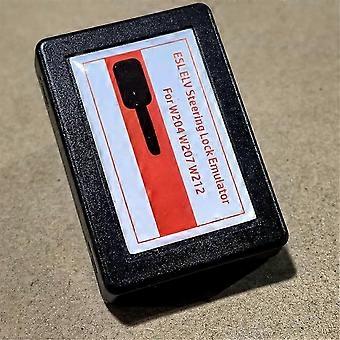 ESL ELV Steering Lock Emulator
For W204 W207 W212